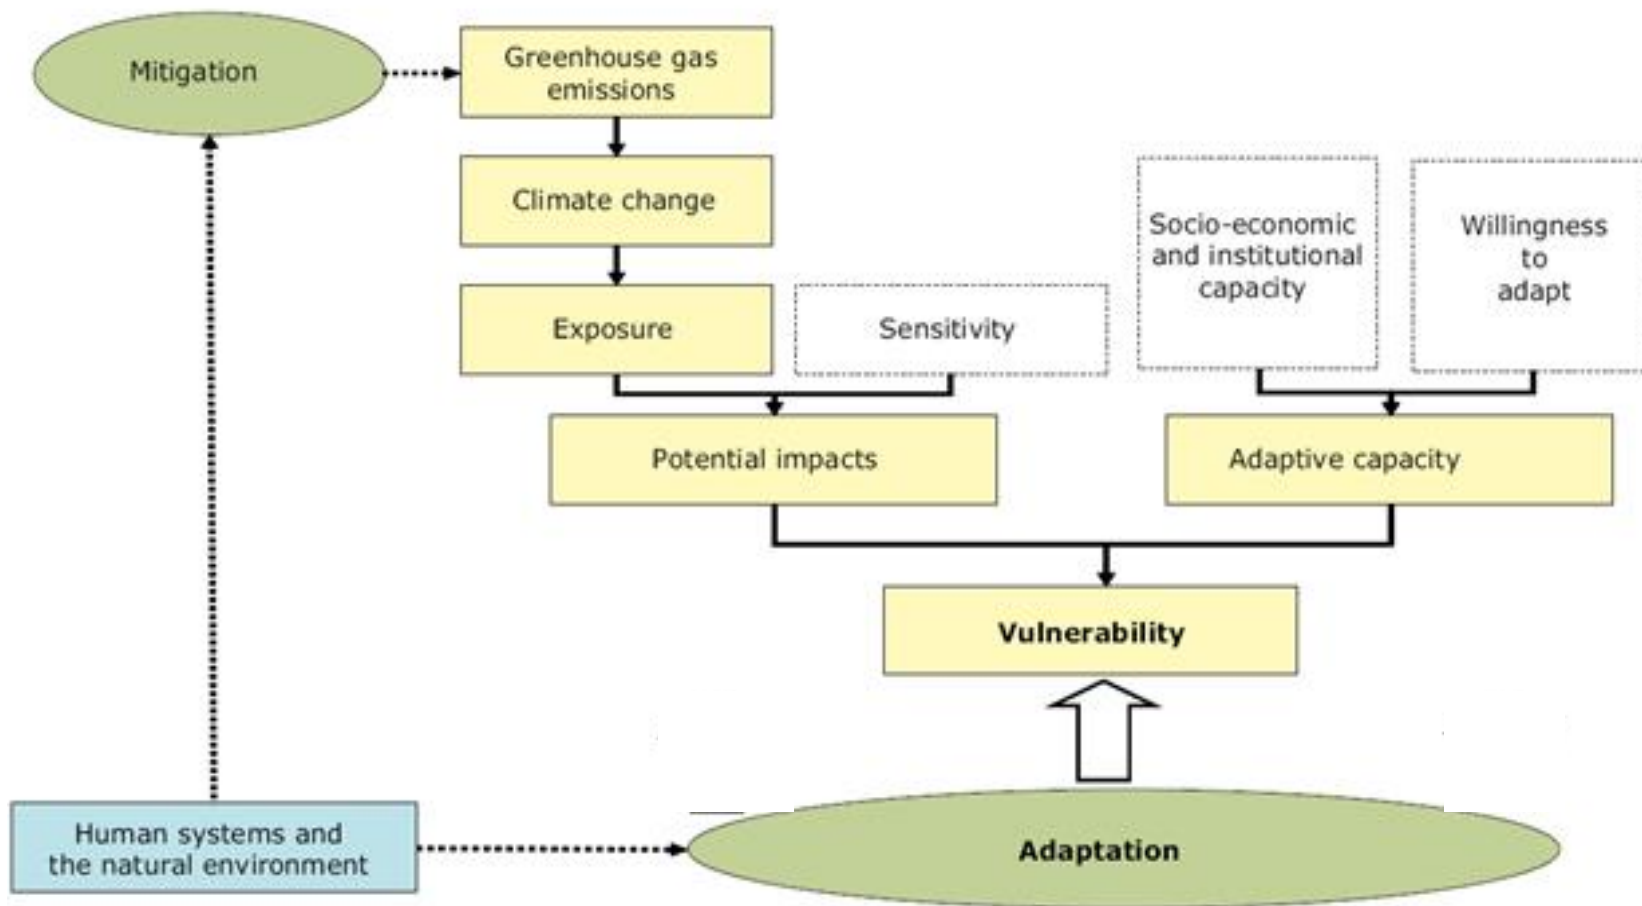 Mitigation
Greenhouse gas
emissions
Climate change
Exposure
Sensitivity
Socio-economic
and institutional
capacity
Willingness
to
adapt
Potential impacts
Adaptive capacity
Vulnerability
Human systems and
the natural environment
Adaptation